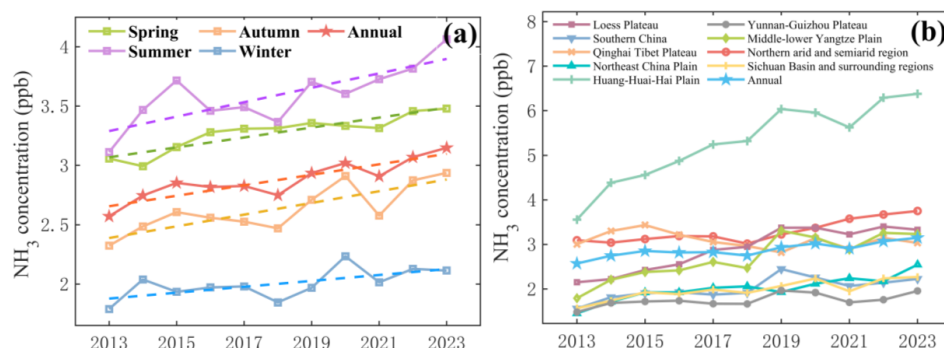 (a)
Spring Autumn Annual
Summer Winter
NH3 concentration (ppb)
4
3.5
3
2.5
2
2013 2015 2017 2019 2021 2023
(b)
Loess Plateau Yunnan-Guizhou Plateau
Southern China Middle-lower Yangtze Plain
Qinghai Tibet Plateau Northern arid and semiarid region
Northeast China Plain Sichuan Basin and surrounding regions
Huang-Huai-Hai Plain Annual
NH3 concentration (ppb)
8
7
6
5
4
3
2
2013 2015 2017 2019 2021 2023